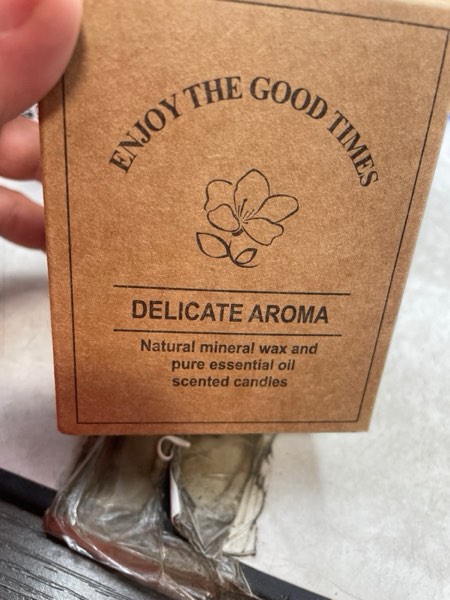 ENJOY THE GOOD TIMES
DELICATE AROMA
Natural mineral wax and
pure essential oil
scented candles